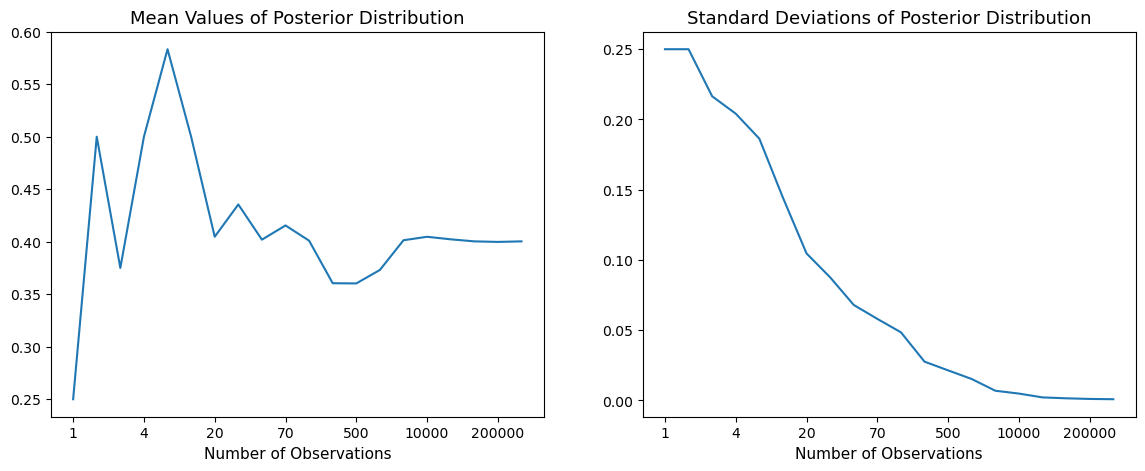 Mean Values of Posterior Distribution
0.60
0.55
0.50
0.45
0.40
0.35
0.30
0.25
1 4 20 70 500 10000 200000
Number of Observations
Standard Deviations of Posterior Distribution
0.25
0.20
0.15
0.10
0.05
0.00
1 4 20 70 500 10000 200000
Number of Observations